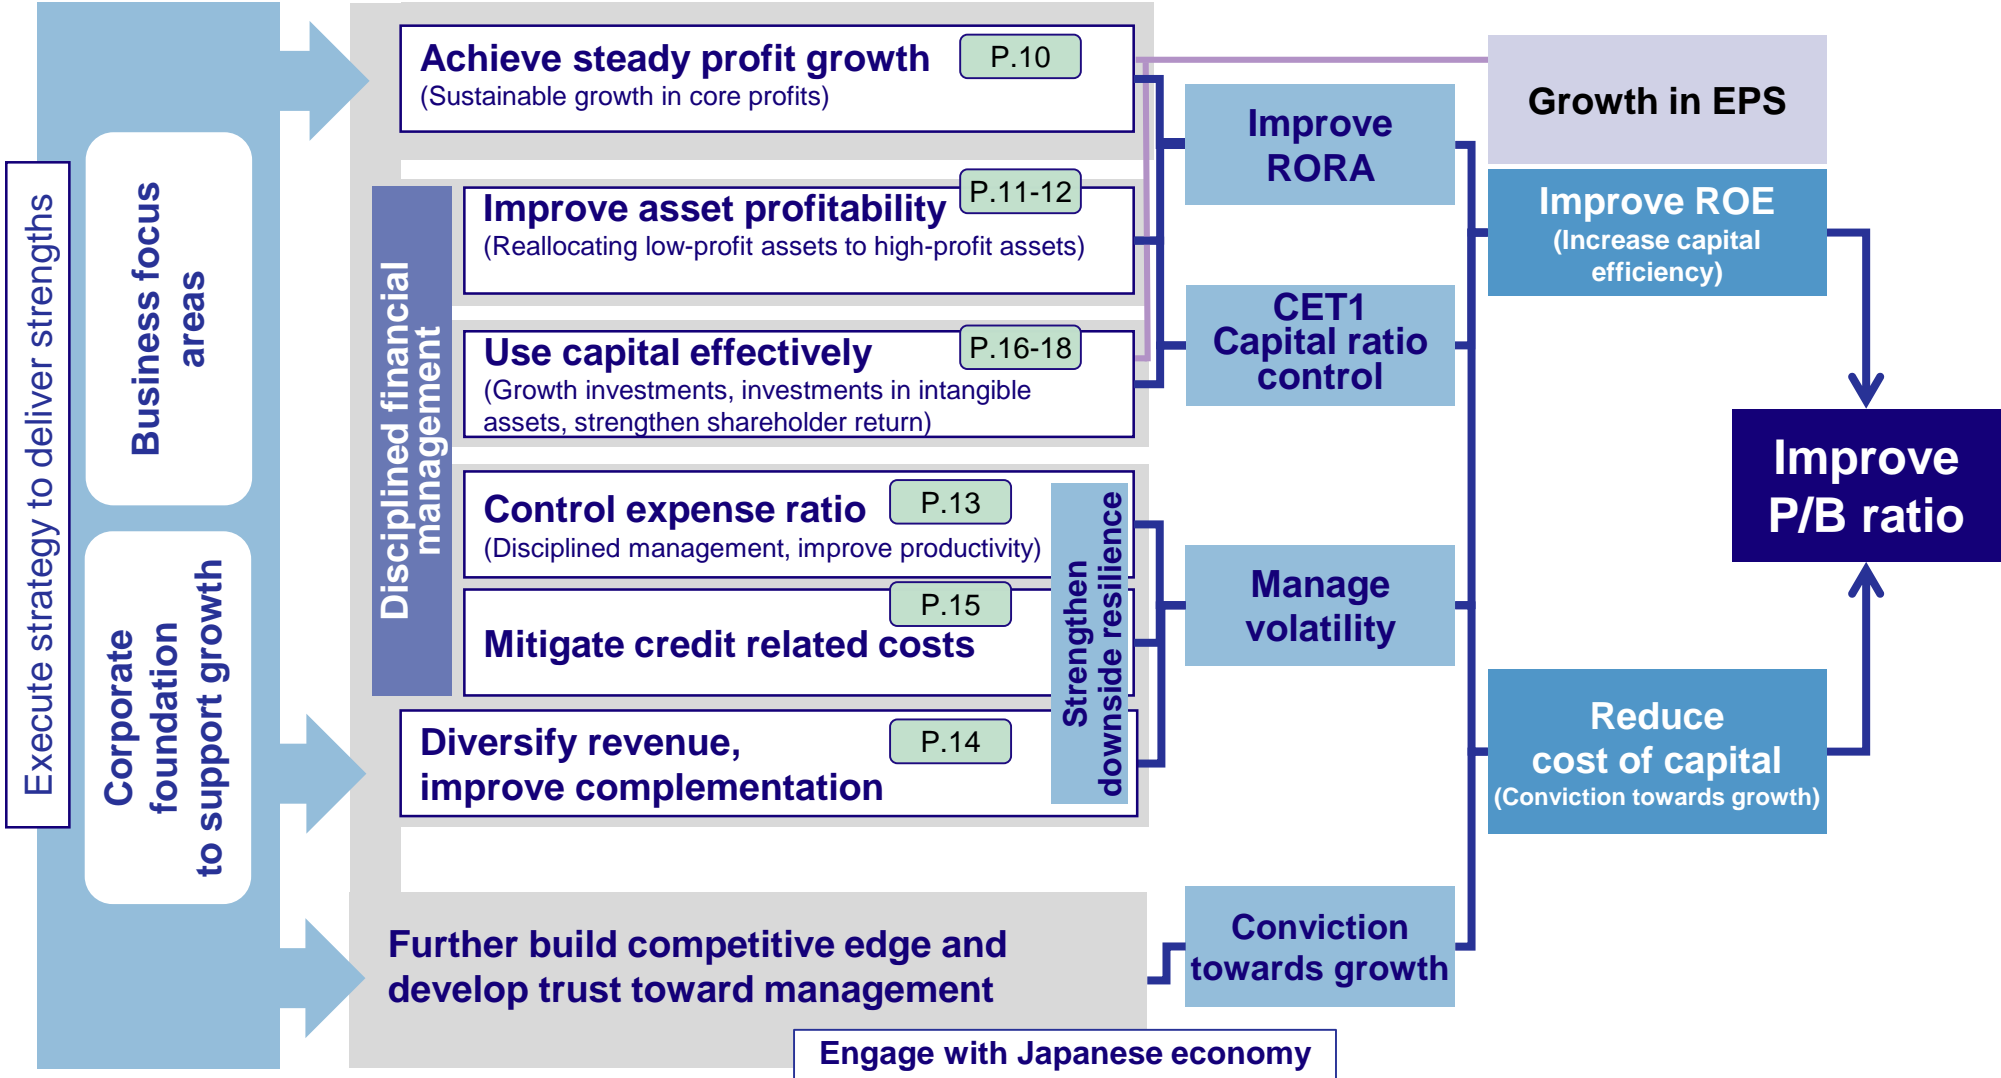 Execute strategy to deliver strengths
Business focus
areas
Corporate
foundation
to support growth
Disciplined financial
management
Achieve steady profit growth
P.10
(Sustainable growth in core profits)
Improve asset profitability
P.11-12
(Reallocating low-profit assets to high-profit assets)
Use capital effectively
P.16-18
(Growth investments, investments in intangible
assets, strengthen shareholder return)
Control expense ratio
P.13
(Disciplined management, improve productivity)
P.15
Mitigate credit related costs
Diversify revenue,
improve complementation
P.14
Strengthen
downside resilience
Further build competitive edge and
develop trust toward management
Engage with Japanese economy
Improve
RORA
CET1
Capital ratio
control
Manage
volatility
Conviction
towards growth
Growth in EPS
Improve ROE
(Increase capital
efficiency)
Reduce
cost of capital
(Conviction towards growth)
Improve
P/B ratio